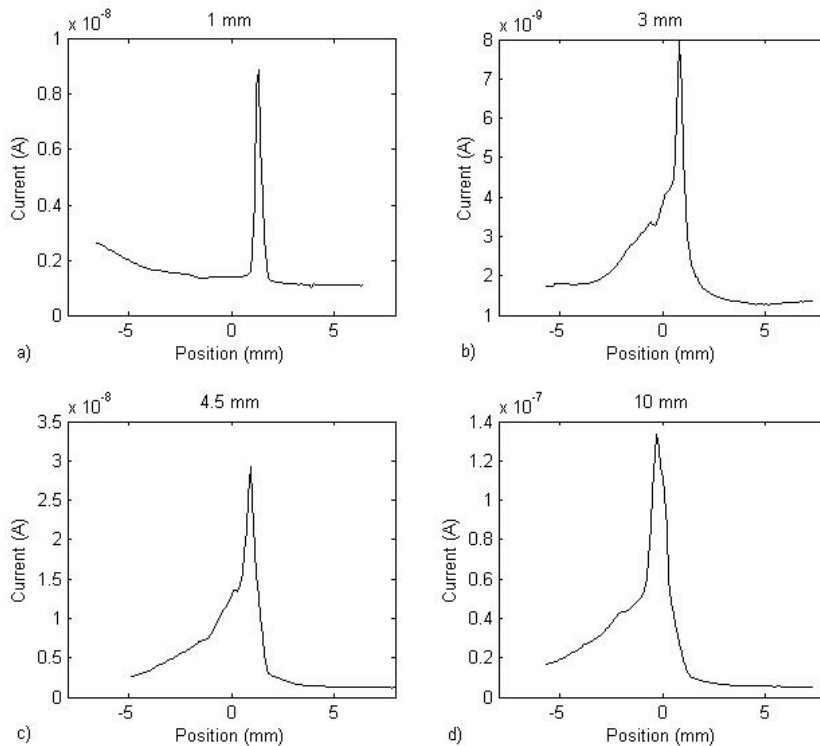 x 10^-8
1 mm
1
0.8
0.6
0.4
0.2
0
Current (A)
-5
0
5
Position (mm)
a)
x 10^-9
3 mm
8
7
6
5
4
3
2
1
Current (A)
-5
0
5
Position (mm)
b)
x 10^-8
4.5 mm
3.5
3
2.5
2
1.5
1
0.5
0
Current (A)
-5
0
5
Position (mm)
c)
x 10^-7
10 mm
1.4
1.2
1
0.8
0.6
0.4
0.2
0
Current (A)
-5
0
5
Position (mm)
d)